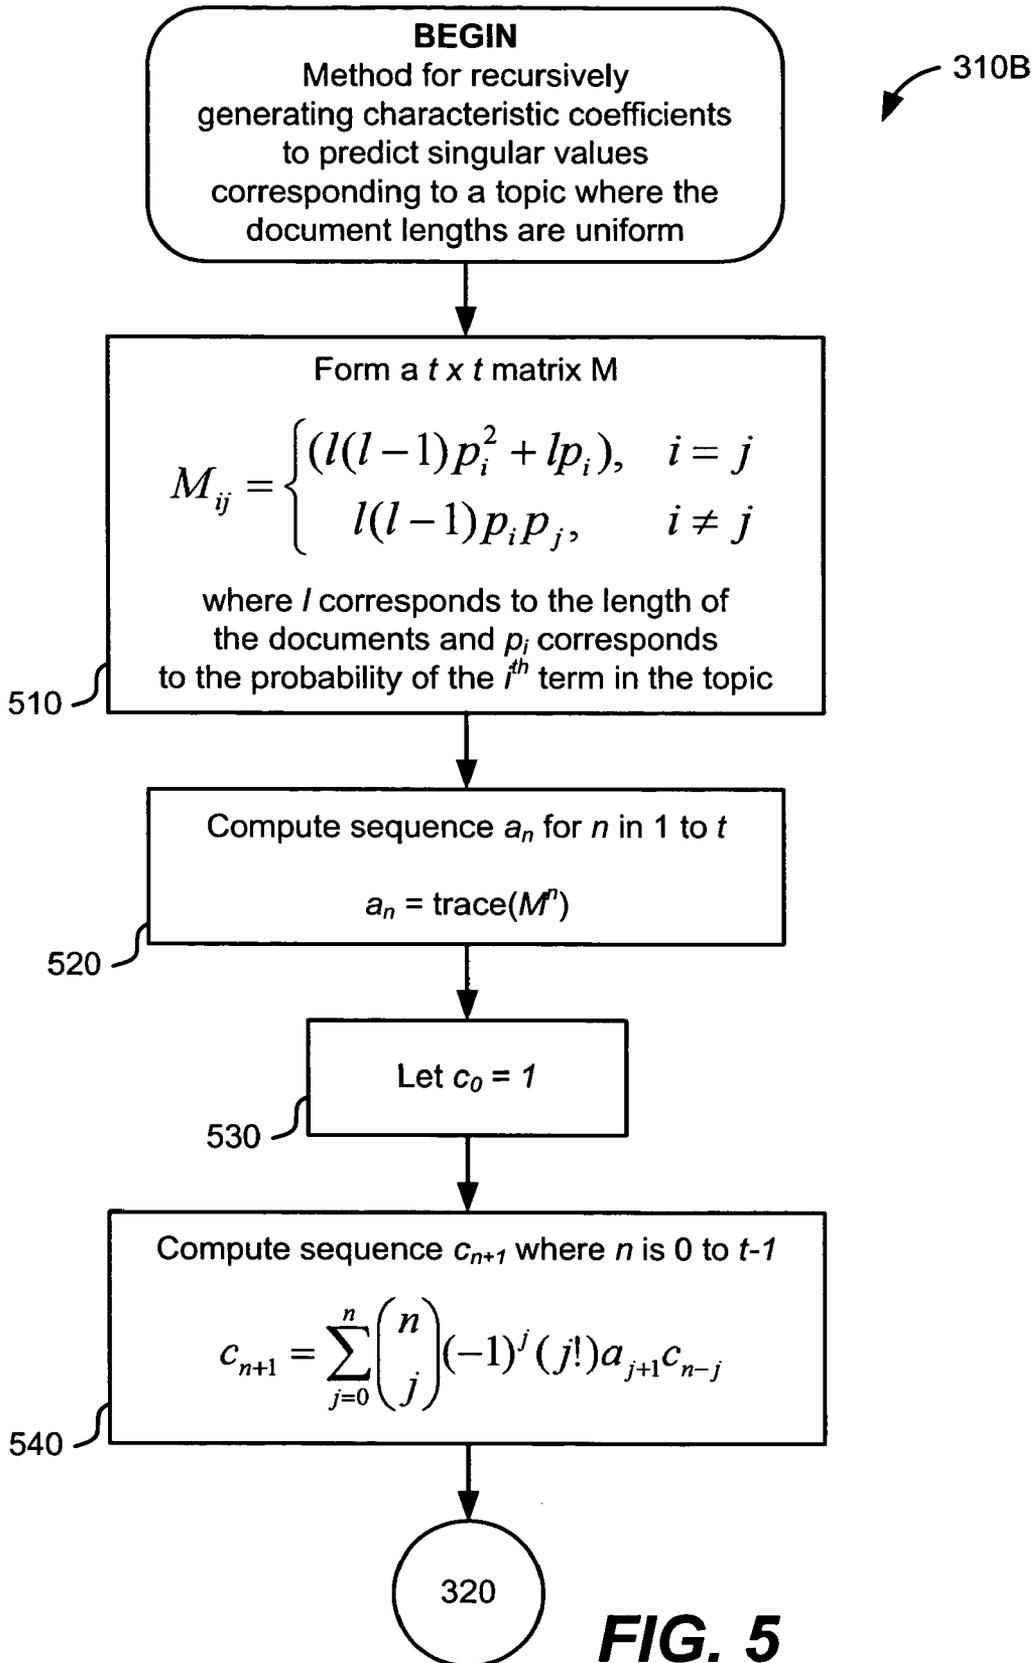 BEGIN
Method for recursively
generating characteristic coefficients
to predict singular values
corresponding to a topic where the
document lengths are uniform
310B
Form a t x t matrix M
M_{ij} = { (l(l−1)p_i^2 + lp_i), i = j
l(l−1)p_i p_j, i ≠ j
where l corresponds to the length of
the documents and p_i corresponds
to the probability of the i^{th} term in the topic
510
Compute sequence a_n for n in 1 to t
a_n = trace(M^n)
520
Let c_0 = 1
530
Compute sequence c_{n+1} where n is 0 to t-1
c_{n+1} = \sum_{j=0}^{n} \binom{n}{j} (−1)^j (j!)a_{j+1}c_{n−j}
540
320
FIG. 5